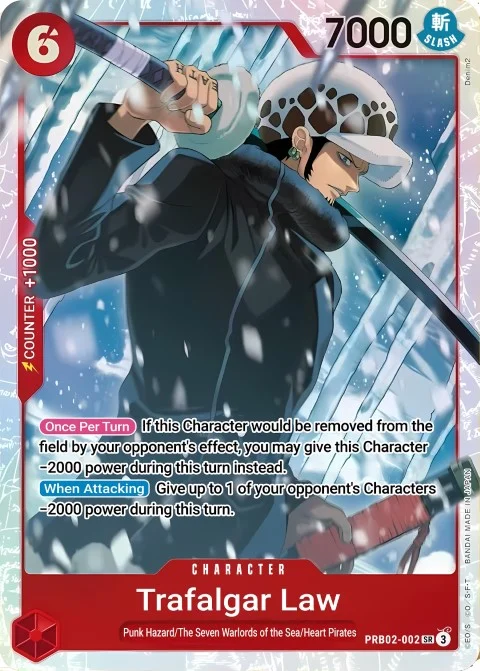 6
7000
斬
SLASH
Denim2
COUNTER +1000
Once Per Turn If this Character would be removed from the
field by your opponent's effect, you may give this Character
−2000 power during this turn instead.
When Attacking Give up to 1 of your opponent's Characters
−2000 power during this turn.
CHARACTER
Trafalgar Law
Punk Hazard/The Seven Warlords of the Sea/Heart Pirates
PRB02-002 SR 3
©E.O/S ©O/S.F-T BANDAI MADE IN JAPAN